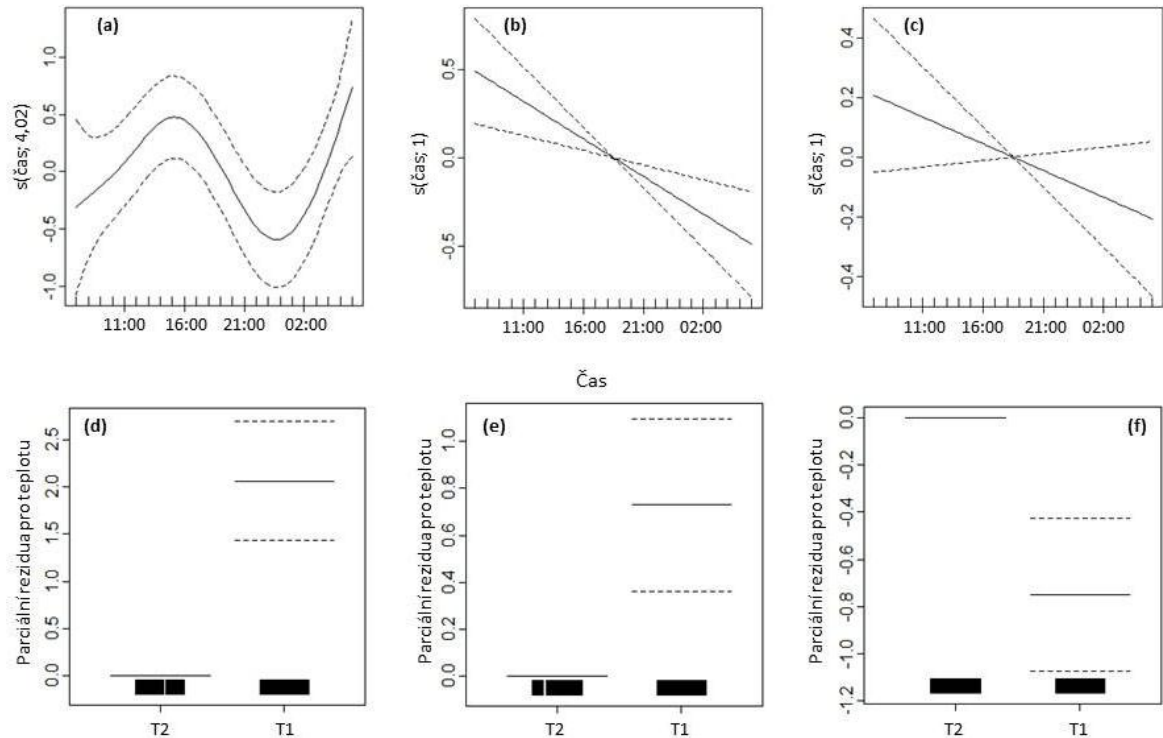 (a)
s(čas; 4,02)
1.0
0.5
0.0
-0.5
-1.0
11:00 16:00 21:00 02:00
(b)
s(čas; 1)
0.5
0.0
-0.5
11:00 16:00 21:00 02:00
(c)
s(čas; 1)
0.4
0.2
0.0
-0.2
-0.4
11:00 16:00 21:00 02:00
Čas
(d)
Parciální rezidua pro teplotu
2.5
2.0
1.5
1.0
0.5
0.0
T2 T1
(e)
Parciální rezidua pro teplotu
1.0
0.8
0.6
0.4
0.2
0.0
T2 T1
(f)
Parciální rezidua pro teplotu
0.0
-0.2
-0.4
-0.6
-0.8
-1.0
-1.2
T2 T1